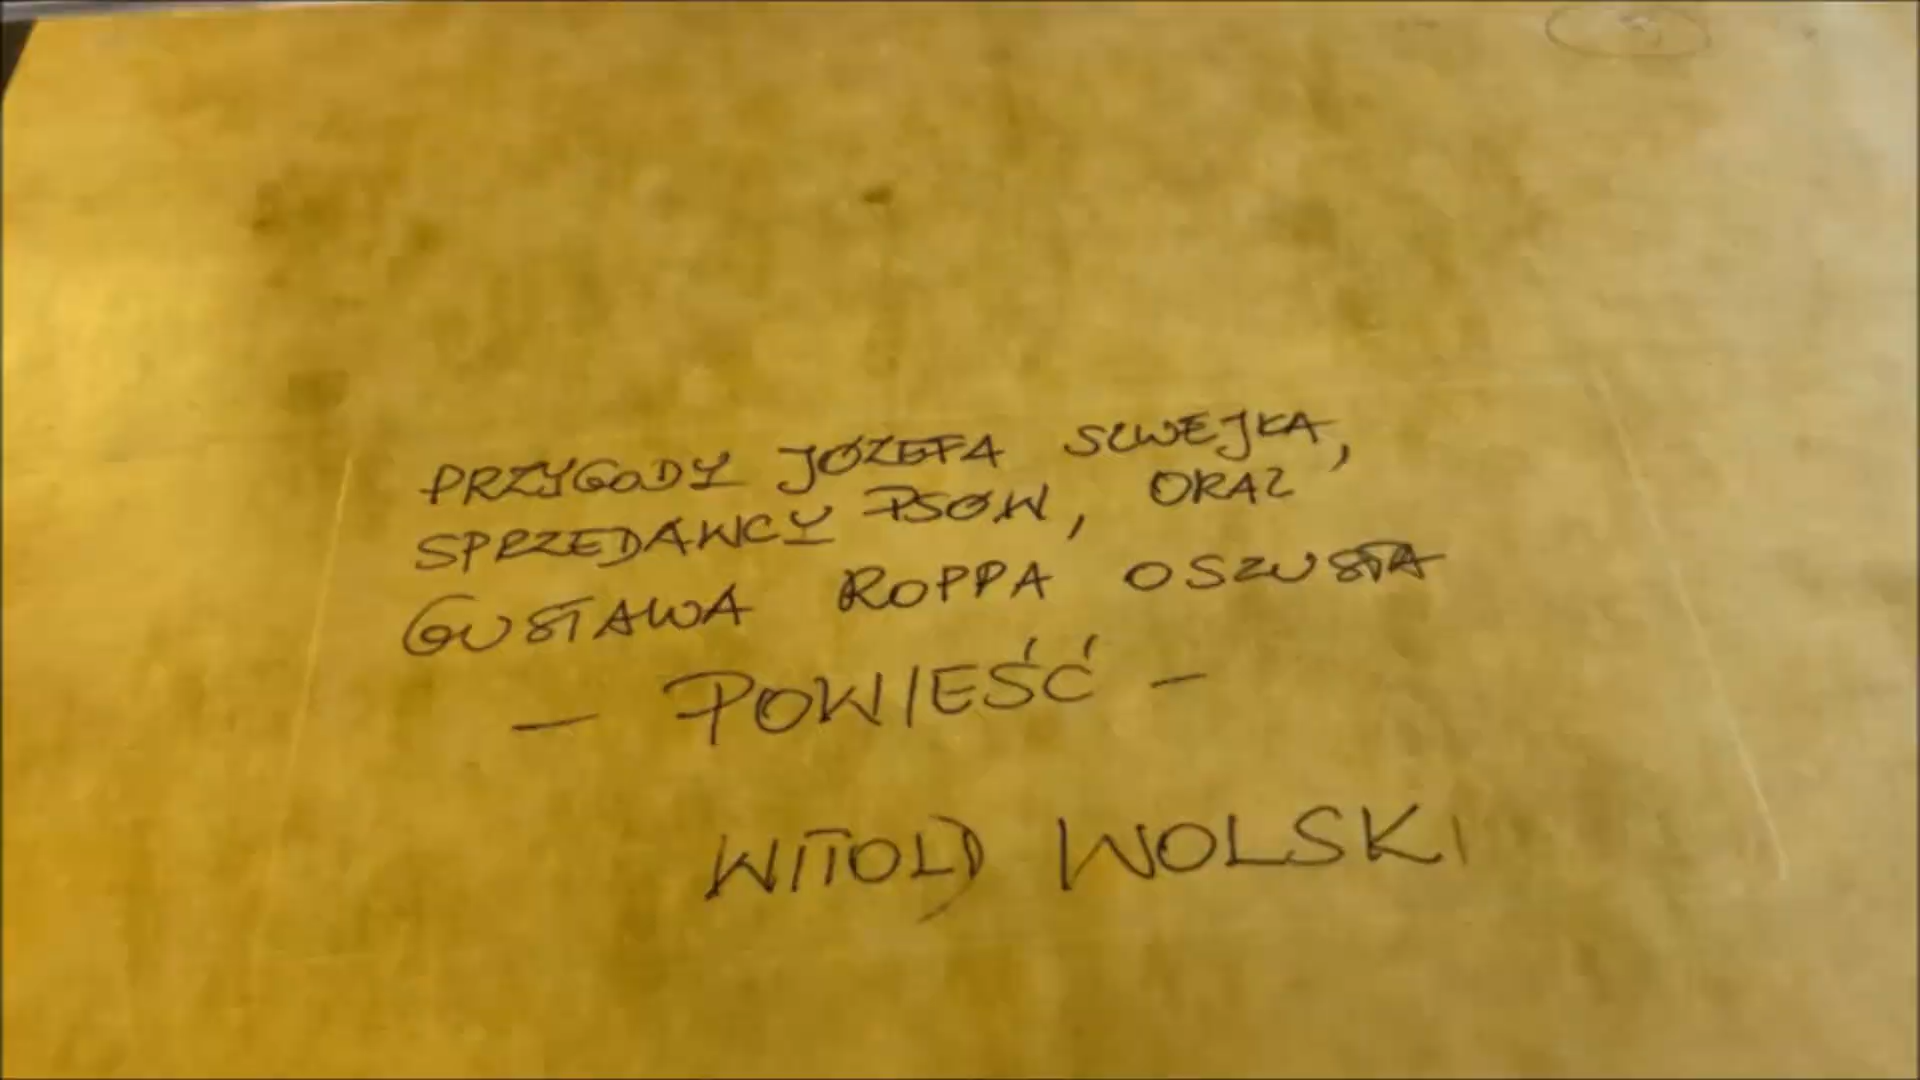 PRZYGODY JÓZEFA SZWEJKA,
SPRZEDAWCY PSÓW, ORAZ
GUSTAWA ROPPA OSZUSTA
– POWIEŚĆ –
WITOLD WOLSKI